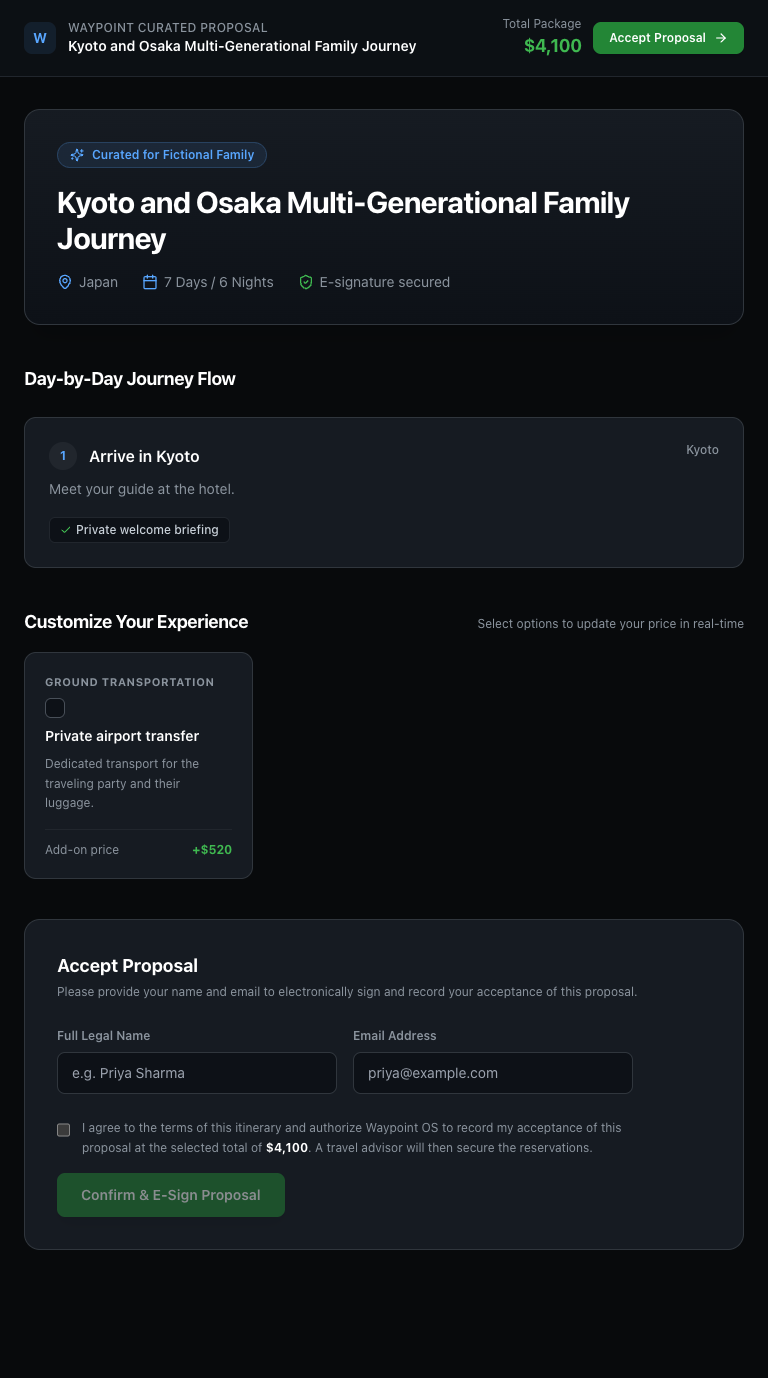 W
WAYPOINT CURATED PROPOSAL
Kyoto and Osaka Multi-Generational Family Journey
Total Package
$4,100
Accept Proposal
Curated for Fictional Family
Kyoto and Osaka Multi-Generational Family
Journey
Japan
7 Days / 6 Nights
E-signature secured
Day-by-Day Journey Flow
1
Arrive in Kyoto
Kyoto
Meet your guide at the hotel.
Private welcome briefing
Customize Your Experience
Select options to update your price in real-time
GROUND TRANSPORTATION
Private airport transfer
Dedicated transport for the
traveling party and their
luggage.
Add-on price
+$520
Accept Proposal
Please provide your name and email to electronically sign and record your acceptance of this proposal.
Full Legal Name
Email Address
e.g. Priya Sharma
priya@example.com
I agree to the terms of this itinerary and authorize Waypoint OS to record my acceptance of this
proposal at the selected total of $4,100. A travel advisor will then secure the reservations.
Confirm & E-Sign Proposal